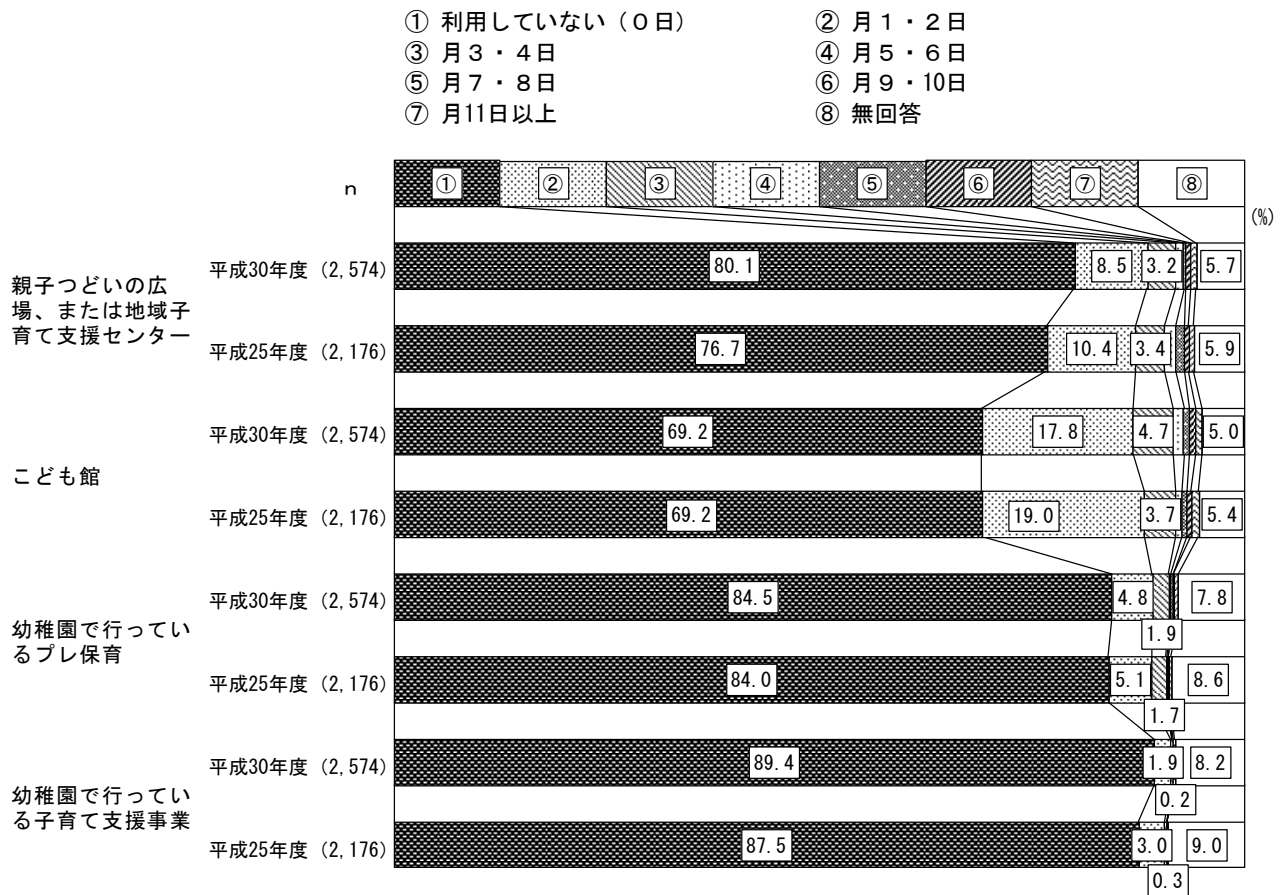 ① 利用していない（０日） ② 月１・２日
③ 月３・４日 ④ 月５・６日
⑤ 月７・８日 ⑥ 月９・10日
⑦ 月11日以上 ⑧ 無回答
n ① ② ③ ④ ⑤ ⑥ ⑦ ⑧
(%)
親子つどいの広
場、または地域子
育て支援センター
平成30年度 (2,574) 80.1 8.5 3.2 5.7
平成25年度 (2,176) 76.7 10.4 3.4 5.9
こども館
平成30年度 (2,574) 69.2 17.8 4.7 5.0
平成25年度 (2,176) 69.2 19.0 3.7 5.4
幼稚園で行ってい
るプレ保育
平成30年度 (2,574) 84.5 4.8 7.8
1.9
平成25年度 (2,176) 84.0 5.1 8.6
1.7
幼稚園で行ってい
る子育て支援事業
平成30年度 (2,574) 89.4 1.9 8.2
0.2
平成25年度 (2,176) 87.5 3.0 9.0
0.3